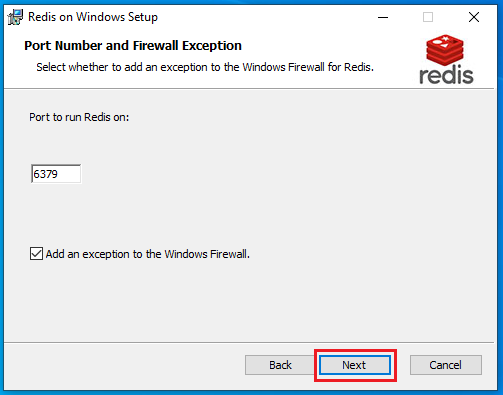 Redis on Windows Setup
Port Number and Firewall Exception
Select whether to add an exception to the Windows Firewall for Redis.
redis
Port to run Redis on:
6379
Add an exception to the Windows Firewall.
Back
Next
Cancel